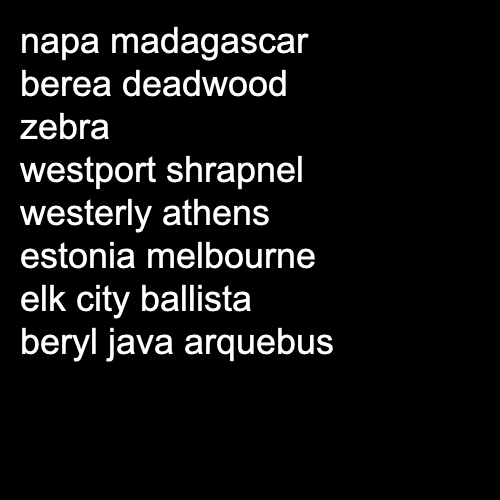 napa madagascar
berea deadwood
zebra
westport shrapnel
westerly athens
estonia melbourne
elk city ballista
beryl java arquebus